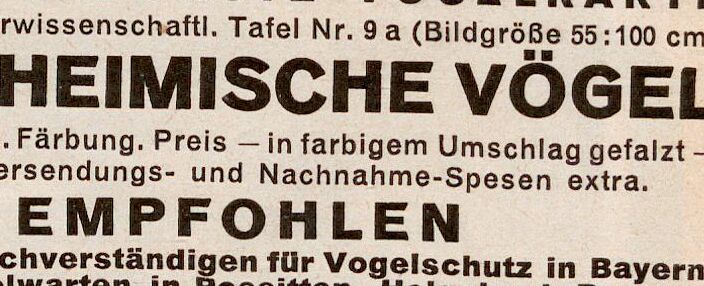 rwissenschaftl. Tafel Nr. 9 a (Bildgröße 55 : 100 cm
HEIMISCHE VÖGEL
. Färbung. Preis — in farbigem Umschlag gefalzt —
ersendungs- und Nachnahme-Spesen extra.
EMPFOHLEN
chverständigen für Vogelschutz in Bayern